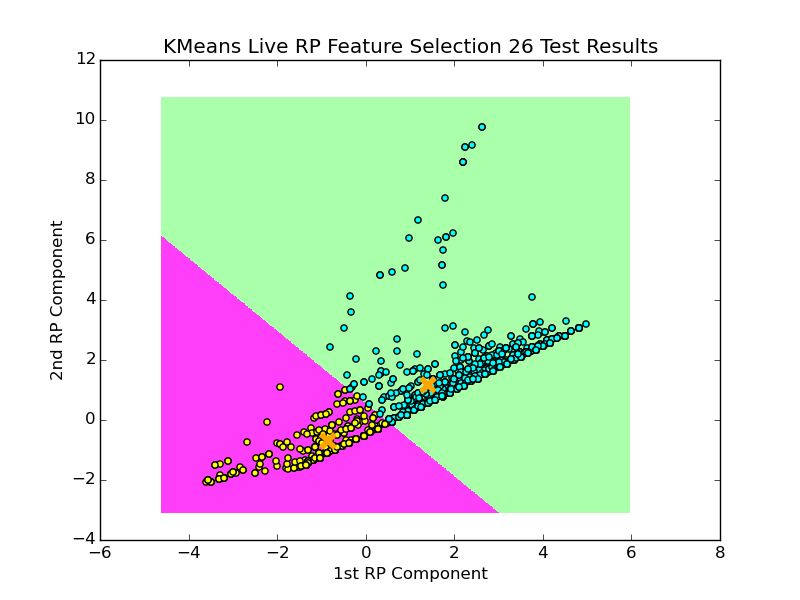 KMeans Live RP Feature Selection 26 Test Results
12
10
8
6
4
2
0
−2
−4
2nd RP Component
−6 −4 −2 0 2 4 6 8
1st RP Component